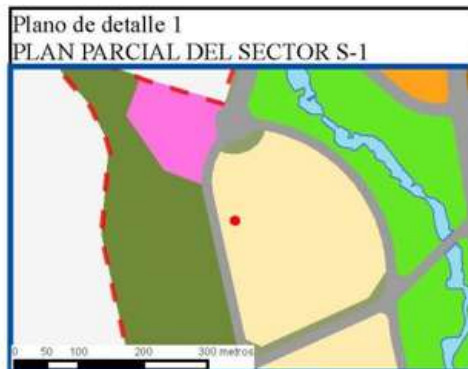 Plano de detalle 1
PLAN PARCIAL DEL SECTOR S-1
0 50 100 200 300 metros